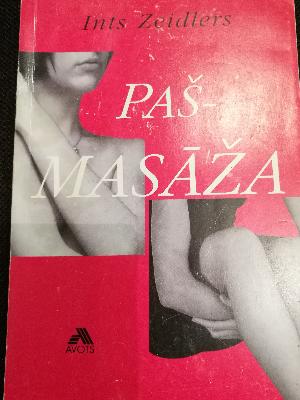 Ints Zeidlers
PAŠ-
MASĀŽA
AVOTS